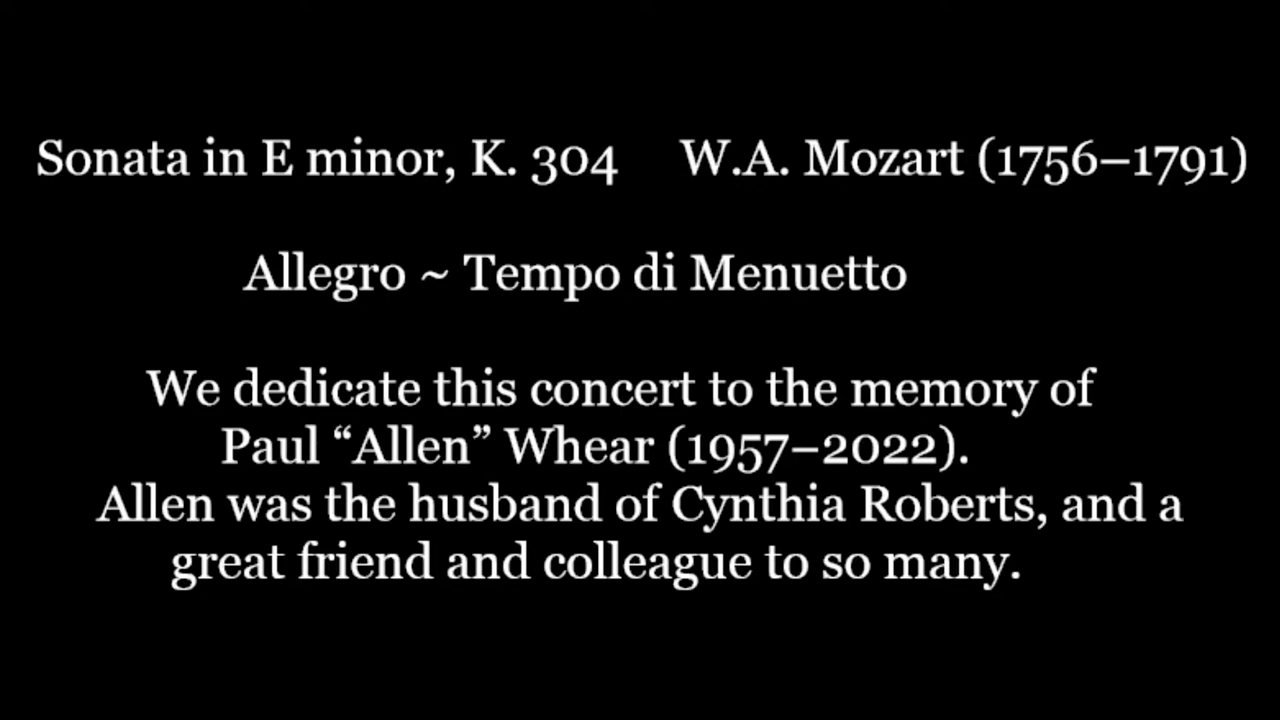 Sonata in E minor, K. 304 W.A. Mozart (1756–1791)
Allegro ~ Tempo di Menuetto
We dedicate this concert to the memory of
Paul “Allen” Whear (1957–2022).
Allen was the husband of Cynthia Roberts, and a
great friend and colleague to so many.